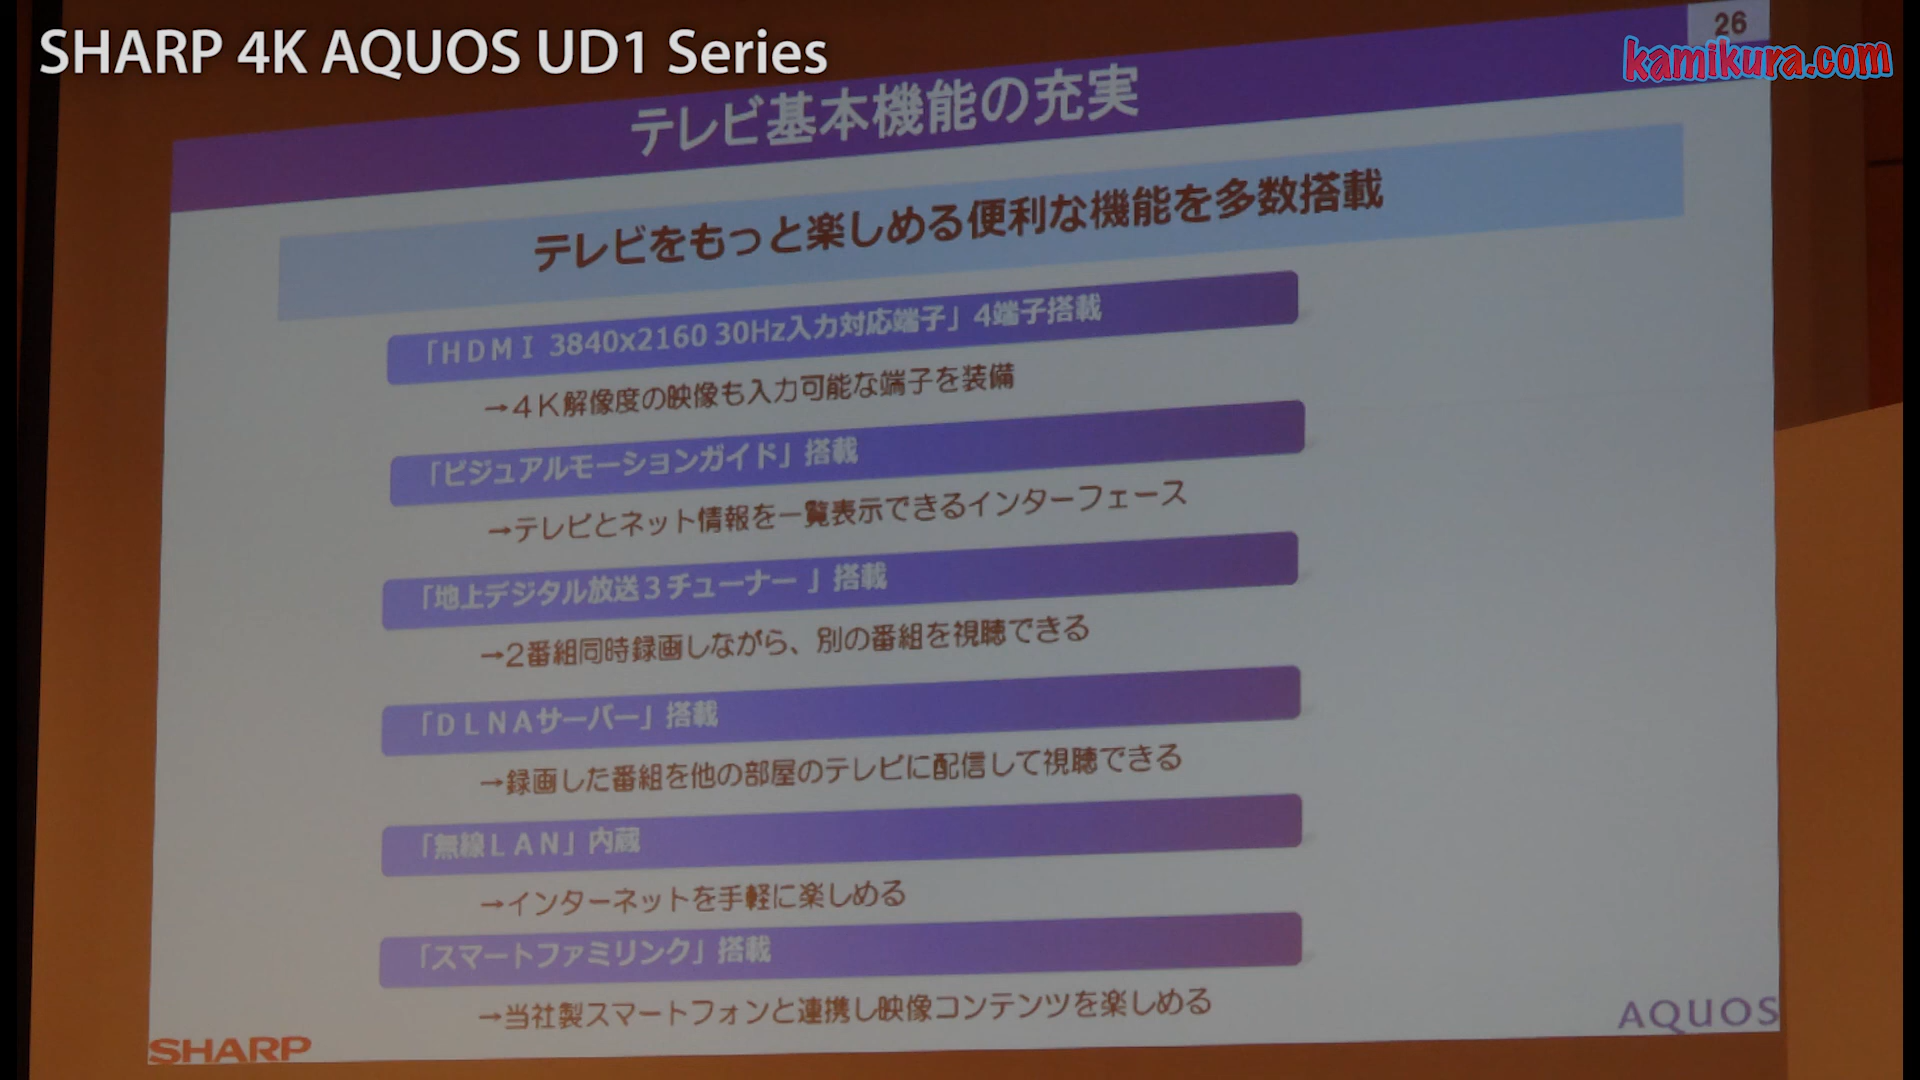 SHARP 4K AQUOS UD1 Series
26
kamikura.com
テレビ基本機能の充実
テレビをもっと楽しめる便利な機能を多数搭載
「ＨＤＭＩ 3840x2160 30Hz入力対応端子」4端子搭載
→４Ｋ解像度の映像も入力可能な端子を装備
「ビジュアルモーションガイド」搭載
→テレビとネット情報を一覧表示できるインターフェース
「地上デジタル放送３チューナー 」搭載
→2番組同時録画しながら、別の番組を視聴できる
「ＤＬＮＡサーバー」搭載
→録画した番組を他の部屋のテレビに配信して視聴できる
「無線ＬＡＮ」内蔵
→インターネットを手軽に楽しめる
「スマートファミリンク」搭載
→当社製スマートフォンと連携し映像コンテンツを楽しめる
SHARP
AQUOS